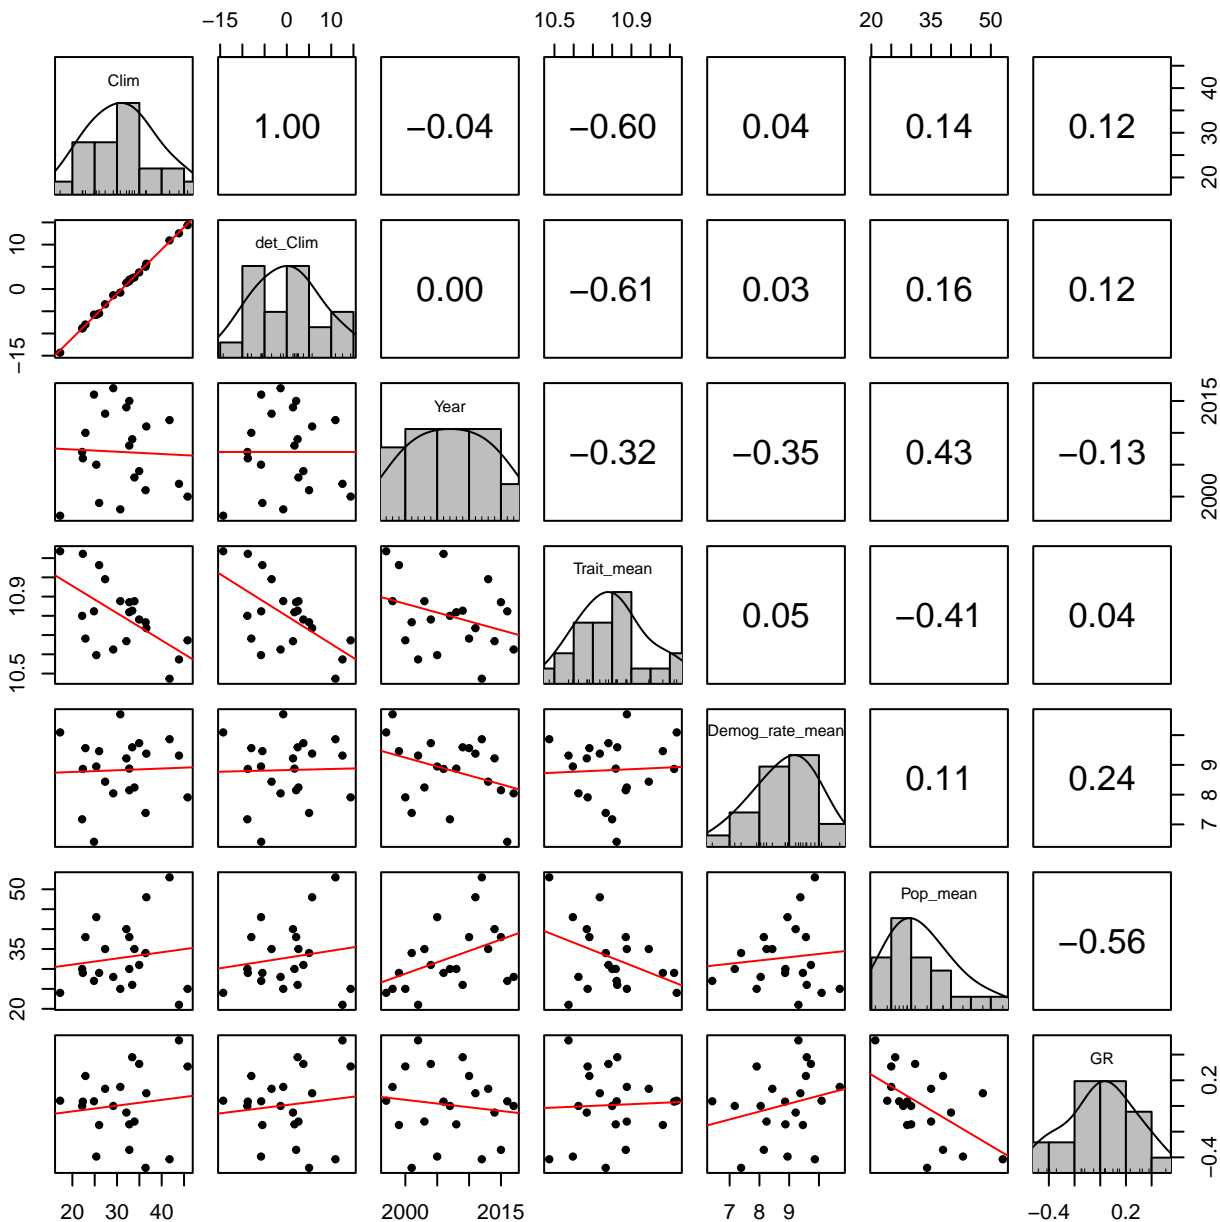 −15 0 10 10.5 10.9 20 35 50
Clim 1.00 −0.04 −0.60 0.04 0.14 0.12 20 30 40
−15 0 10 det_Clim 0.00 −0.61 0.03 0.16 0.12
Year −0.32 −0.35 0.43 −0.13 2000 2015
10.5 10.9 Trait_mean 0.05 −0.41 0.04
Demog_rate_mean 0.11 0.24 7 8 9
20 35 50 Pop_mean −0.56
GR −0.4 0.2
20 30 40 2000 2015 7 8 9 −0.4 0.2